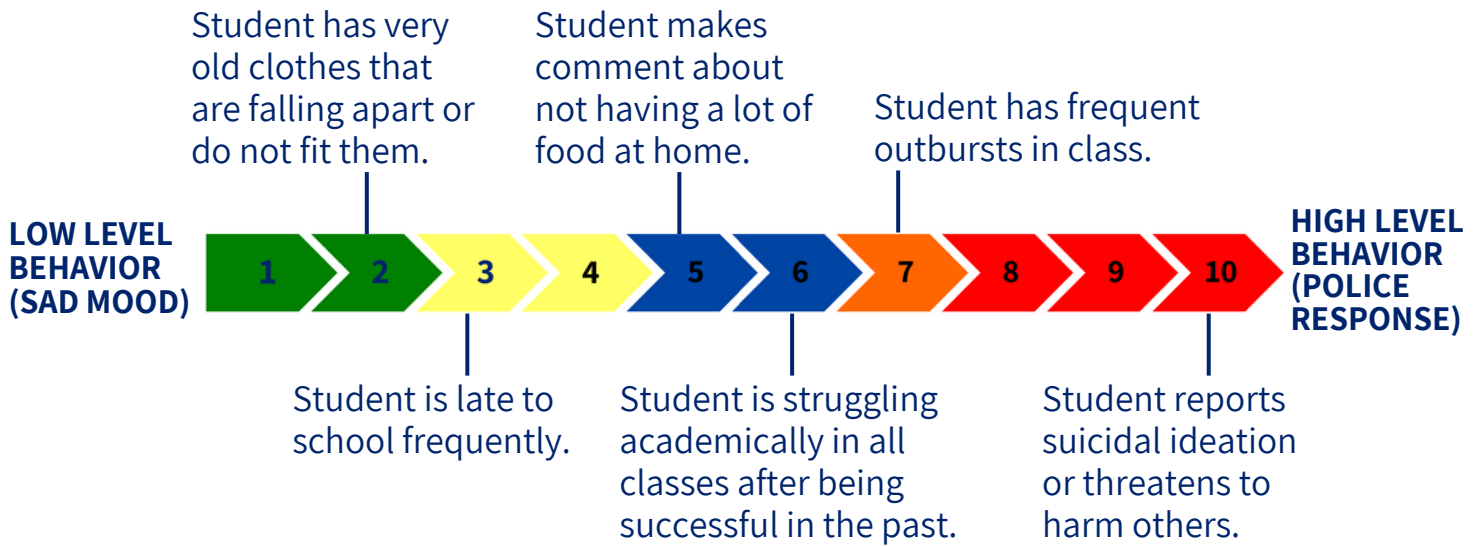 Student has very
old clothes that
are falling apart or
do not fit them.
Student makes
comment about
not having a lot of
food at home.
Student has frequent
outbursts in class.
LOW LEVEL
BEHAVIOR
(SAD MOOD)
1 2 3 4 5 6 7 8 9 10
HIGH LEVEL
BEHAVIOR
(POLICE
RESPONSE)
Student is late to
school frequently.
Student is struggling
academically in all
classes after being
successful in the past.
Student reports
suicidal ideation
or threatens to
harm others.